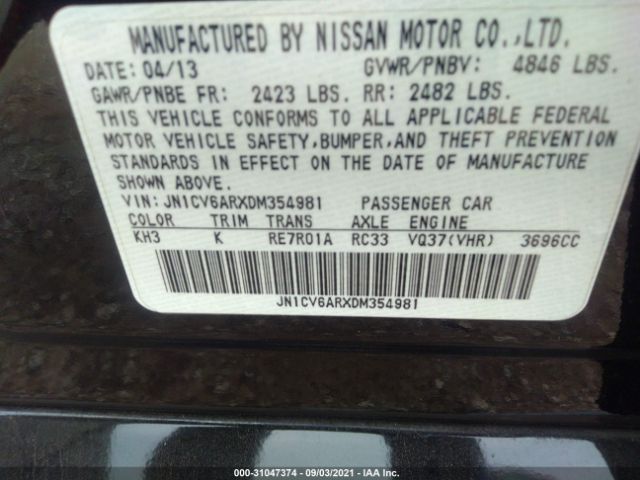 MANUFACTURED BY NISSAN MOTOR CO.,LTD.
DATE: 04/13 GVWR/PNBV: 4846 LBS.
GAWR/PNBE FR: 2423 LBS. RR: 2482 LBS.
THIS VEHICLE CONFORMS TO ALL APPLICABLE FEDERAL
MOTOR VEHICLE SAFETY,BUMPER,AND THEFT PREVENTION
STANDARDS IN EFFECT ON THE DATE OF MANUFACTURE
SHOWN ABOVE.
VIN: JN1CV6ARXDM354981 PASSENGER CAR
COLOR TRIM TRANS AXLE ENGINE
KH3 K RE7R01A RC33 VQ37(VHR) 3696CC
JN1CV6ARXDM354981
000-31047374 - 09/03/2021 - IAA Inc.